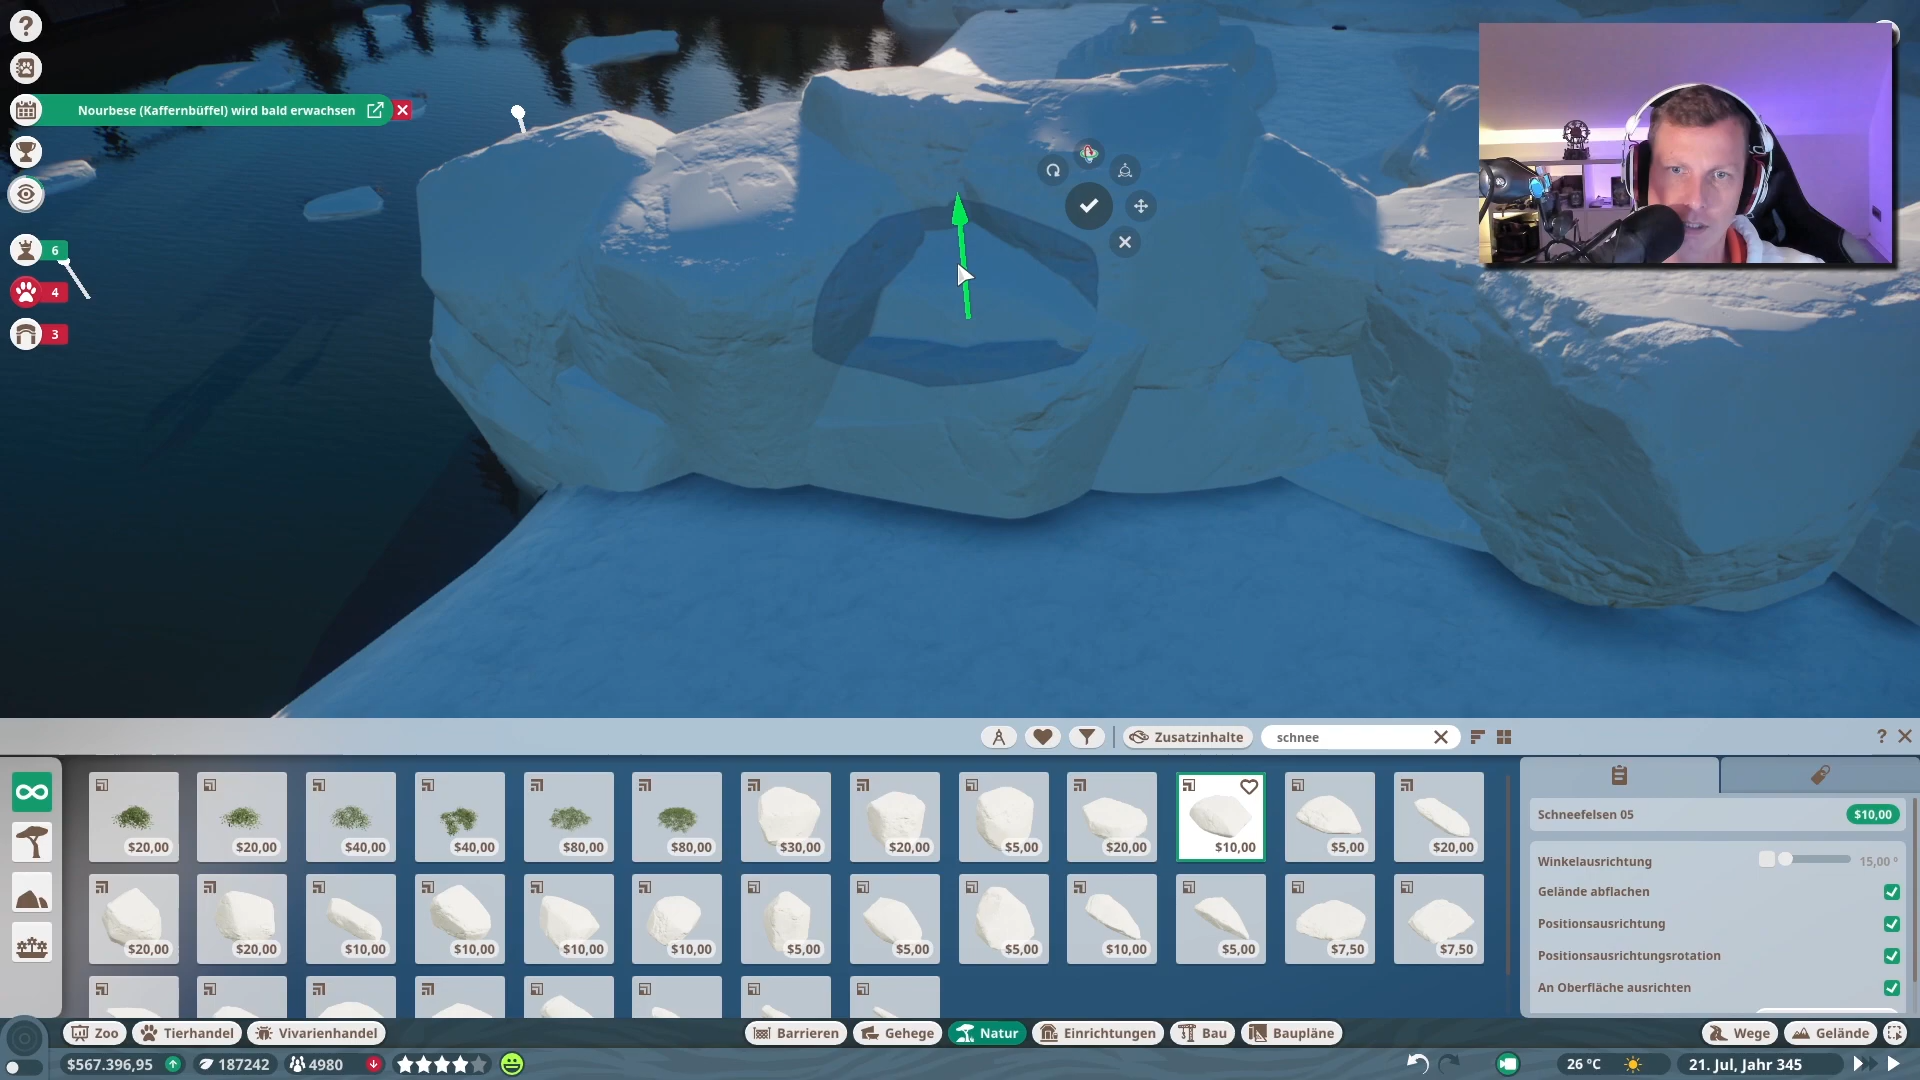 ?
Nourbese (Kaffernbüffel) wird bald erwachsen
6
4
3
Zusatzinhalte
schnee
?
$20,00
$20,00
$40,00
$40,00
$80,00
$80,00
$30,00
$20,00
$5,00
$20,00
$10,00
$5,00
$20,00
$20,00
$20,00
$10,00
$10,00
$10,00
$10,00
$5,00
$5,00
$5,00
$10,00
$5,00
$7,50
$7,50
Schneefelsen 05
$10,00
Winkelausrichtung
15,00 °
Gelände abflachen
Positionsausrichtung
Positionsausrichtungsrotation
An Oberfläche ausrichten
Zoo
Tierhandel
Vivarienhandel
Barrieren
Gehege
Natur
Einrichtungen
Bau
Baupläne
Wege
Gelände
$567.396,95
187242
4980
26 °C
21. Jul, Jahr 345